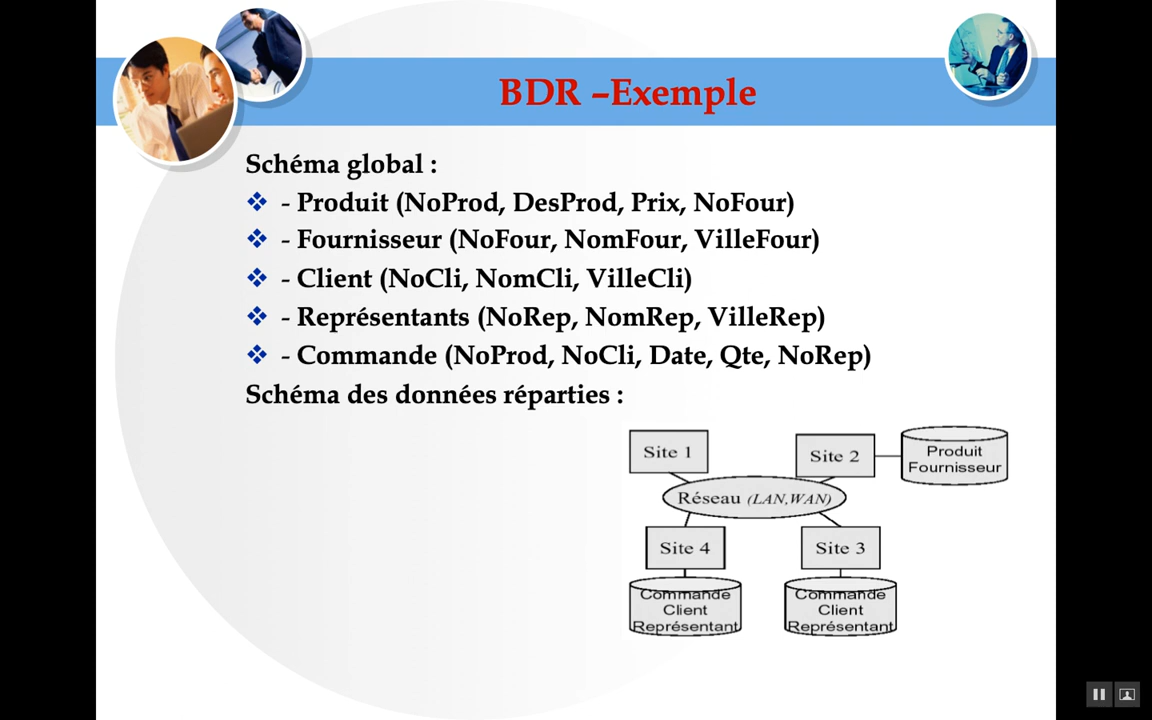 BDR –Exemple
Schéma global :
- Produit (NoProd, DesProd, Prix, NoFour)
- Fournisseur (NoFour, NomFour, VilleFour)
- Client (NoCli, NomCli, VilleCli)
- Représentants (NoRep, NomRep, VilleRep)
- Commande (NoProd, NoCli, Date, Qte, NoRep)
Schéma des données réparties :
Site 1
Site 2
Produit
Fournisseur
Réseau (LAN,WAN)
Site 4
Site 3
Commande
Client
Représentant
Commande
Client
Représentant